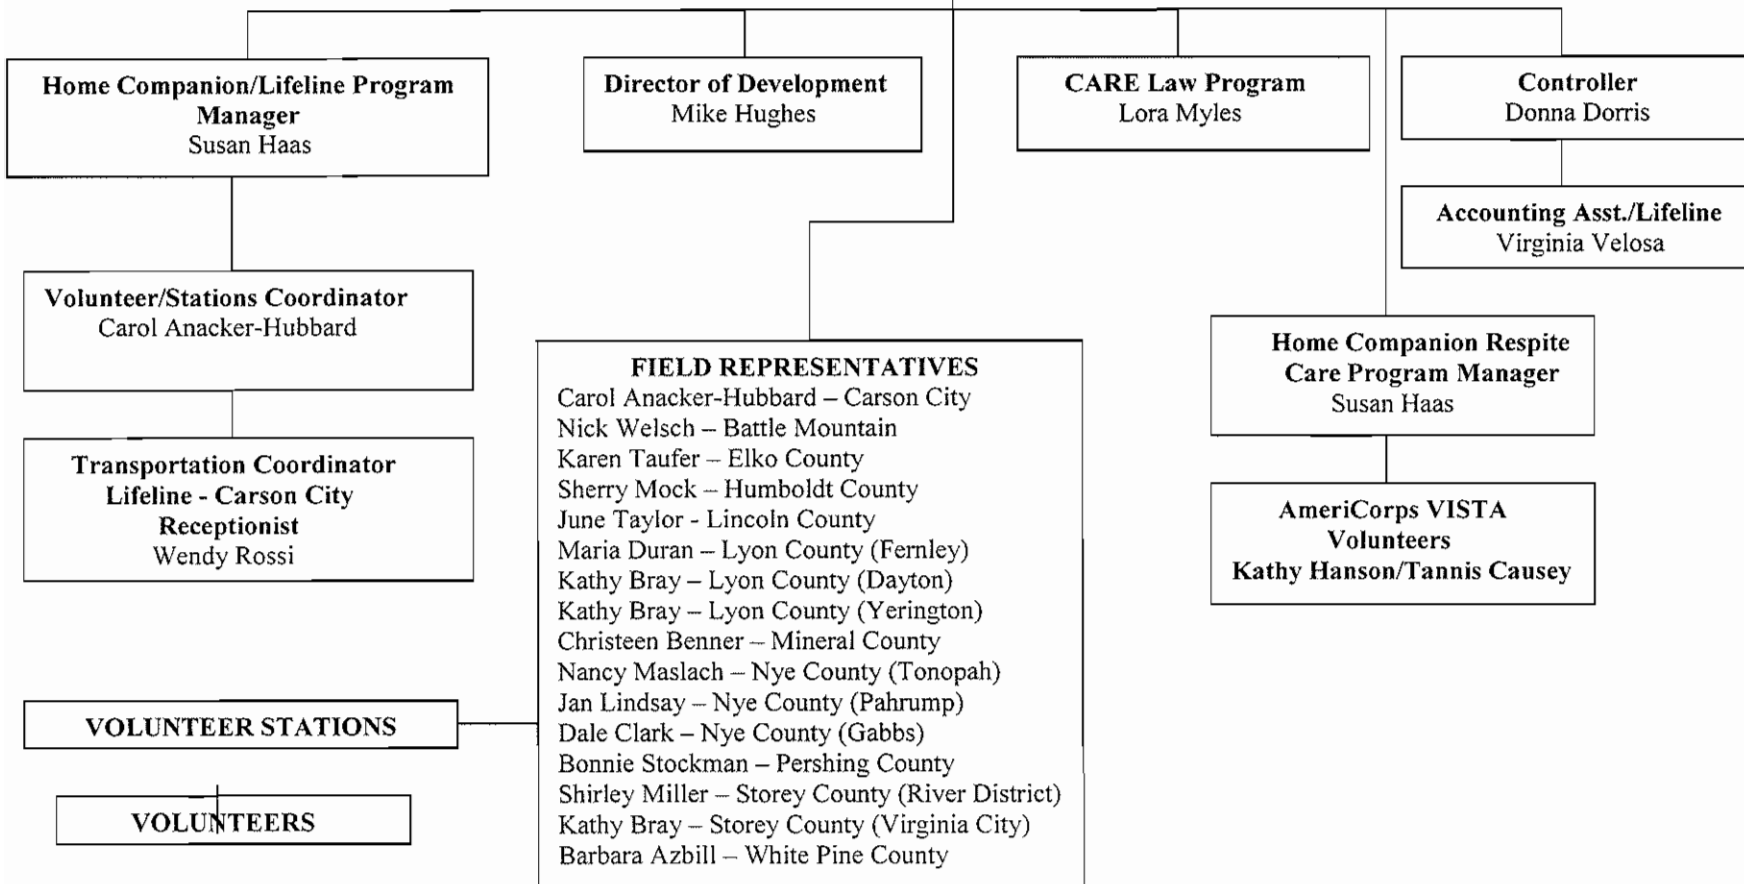 Home Companion/Lifeline Program
Manager
Susan Haas
Director of Development
Mike Hughes
CARE Law Program
Lora Myles
Controller
Donna Dorris
Accounting Asst./Lifeline
Virginia Velosa
Volunteer/Stations Coordinator
Carol Anacker-Hubbard
Transportation Coordinator
Lifeline - Carson City
Receptionist
Wendy Rossi
FIELD REPRESENTATIVES
Carol Anacker-Hubbard – Carson City
Nick Welsch – Battle Mountain
Karen Taufer – Elko County
Sherry Mock – Humboldt County
June Taylor - Lincoln County
Maria Duran – Lyon County (Fernley)
Kathy Bray – Lyon County (Dayton)
Kathy Bray – Lyon County (Yerington)
Christeen Benner – Mineral County
Nancy Maslach – Nye County (Tonopah)
Jan Lindsay – Nye County (Pahrump)
Dale Clark – Nye County (Gabbs)
Bonnie Stockman – Pershing County
Shirley Miller – Storey County (River District)
Kathy Bray – Storey County (Virginia City)
Barbara Azbill – White Pine County
Home Companion Respite
Care Program Manager
Susan Haas
AmeriCorps VISTA
Volunteers
Kathy Hanson/Tannis Causey
VOLUNTEER STATIONS
VOLUNTEERS